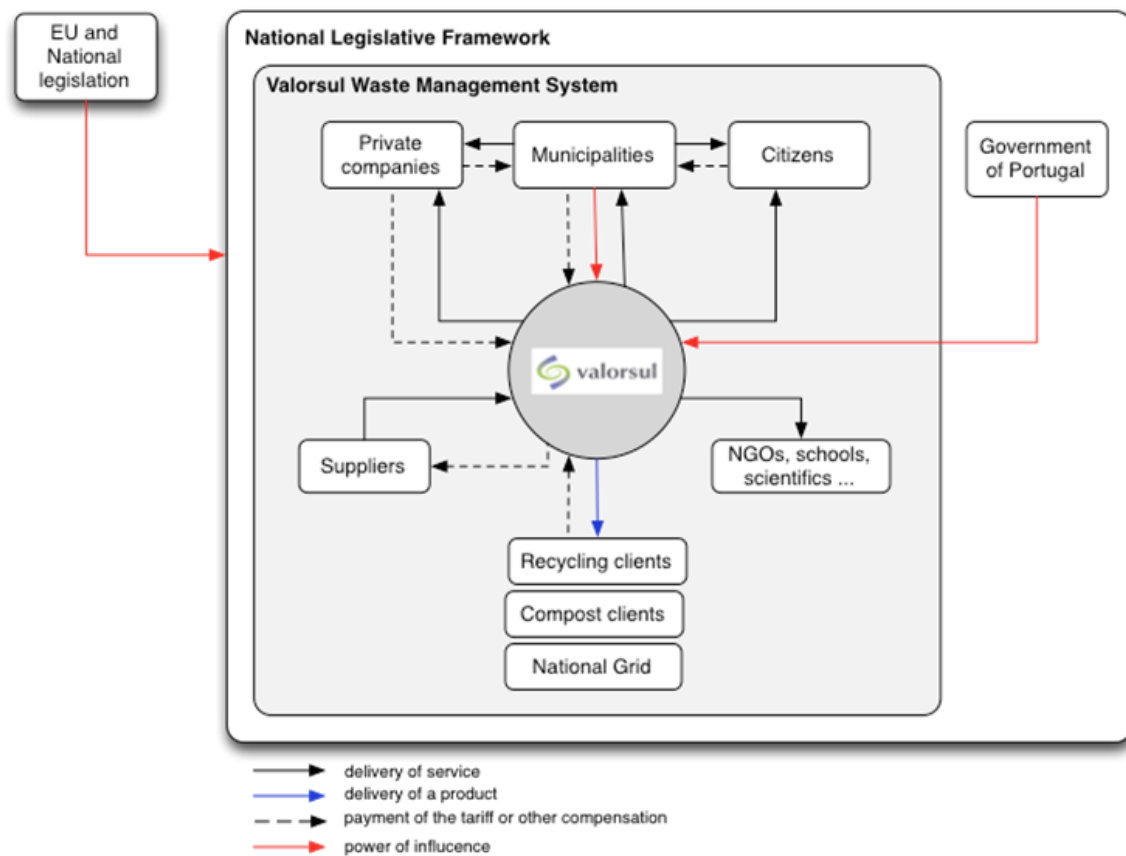 EU and
National
legislation
National Legislative Framework
Valorsul Waste Management System
Private
companies
Municipalities
Citizens
Government
of Portugal
valorsul
Suppliers
NGOs, schools,
scientifics ...
Recycling clients
Compost clients
National Grid
delivery of service
delivery of a product
payment of the tariff or other compensation
power of influcence